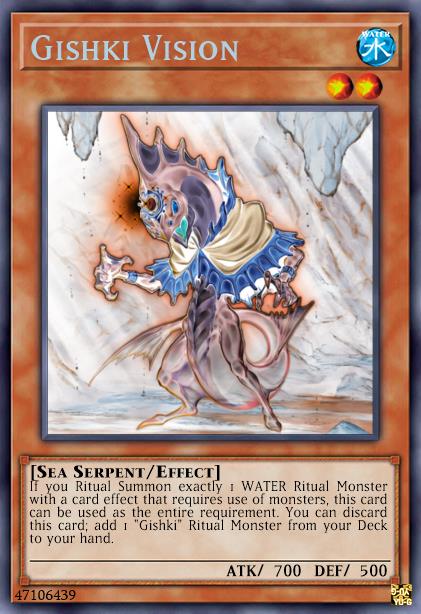 Gishki Vision
WATER
水
[Sea Serpent/Effect]
If you Ritual Summon exactly 1 WATER Ritual Monster
with a card effect that requires use of monsters, this card
can be used as the entire requirement. You can discard
this card; add 1 "Gishki" Ritual Monster from your Deck
to your hand.
ATK/ 700 DEF/ 500
47106439